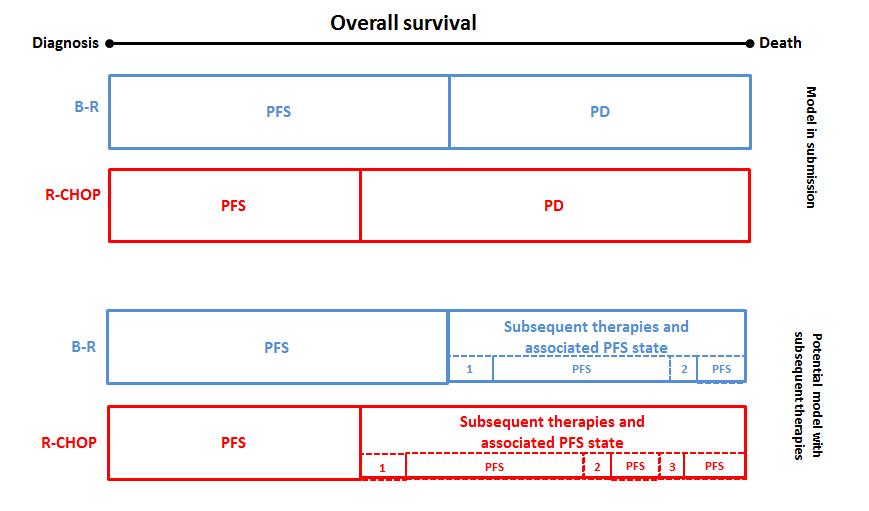 Overall survival
Diagnosis
Death
B-R
PFS
PD
R-CHOP
PFS
PD
Model in submission
B-R
PFS
Subsequent therapies and
associated PFS state
1
PFS
2
PFS
R-CHOP
PFS
Subsequent therapies and
associated PFS state
1
PFS
2
PFS
3
PFS
Potential model with
subsequent therapies